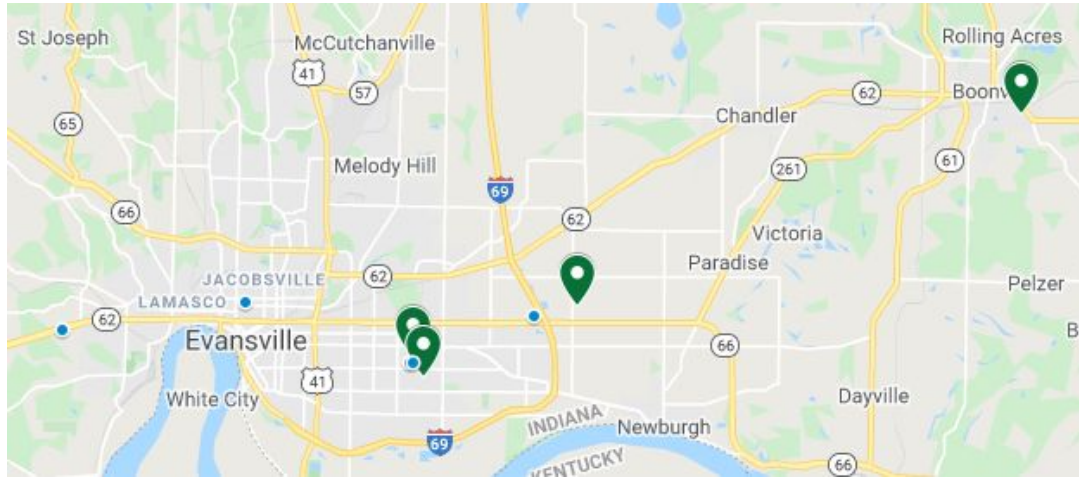 St Joseph
McCutchanville
Rolling Acres
41
57
62
Chandler
65
Melody Hill
261
61
69
66
62
Victoria
JACOBSVILLE
62
Paradise
LAMASCO
Pelzer
62
Evansville
66
41
White City
Dayville
INDIANA
Newburgh
69
KENTUCKY
66